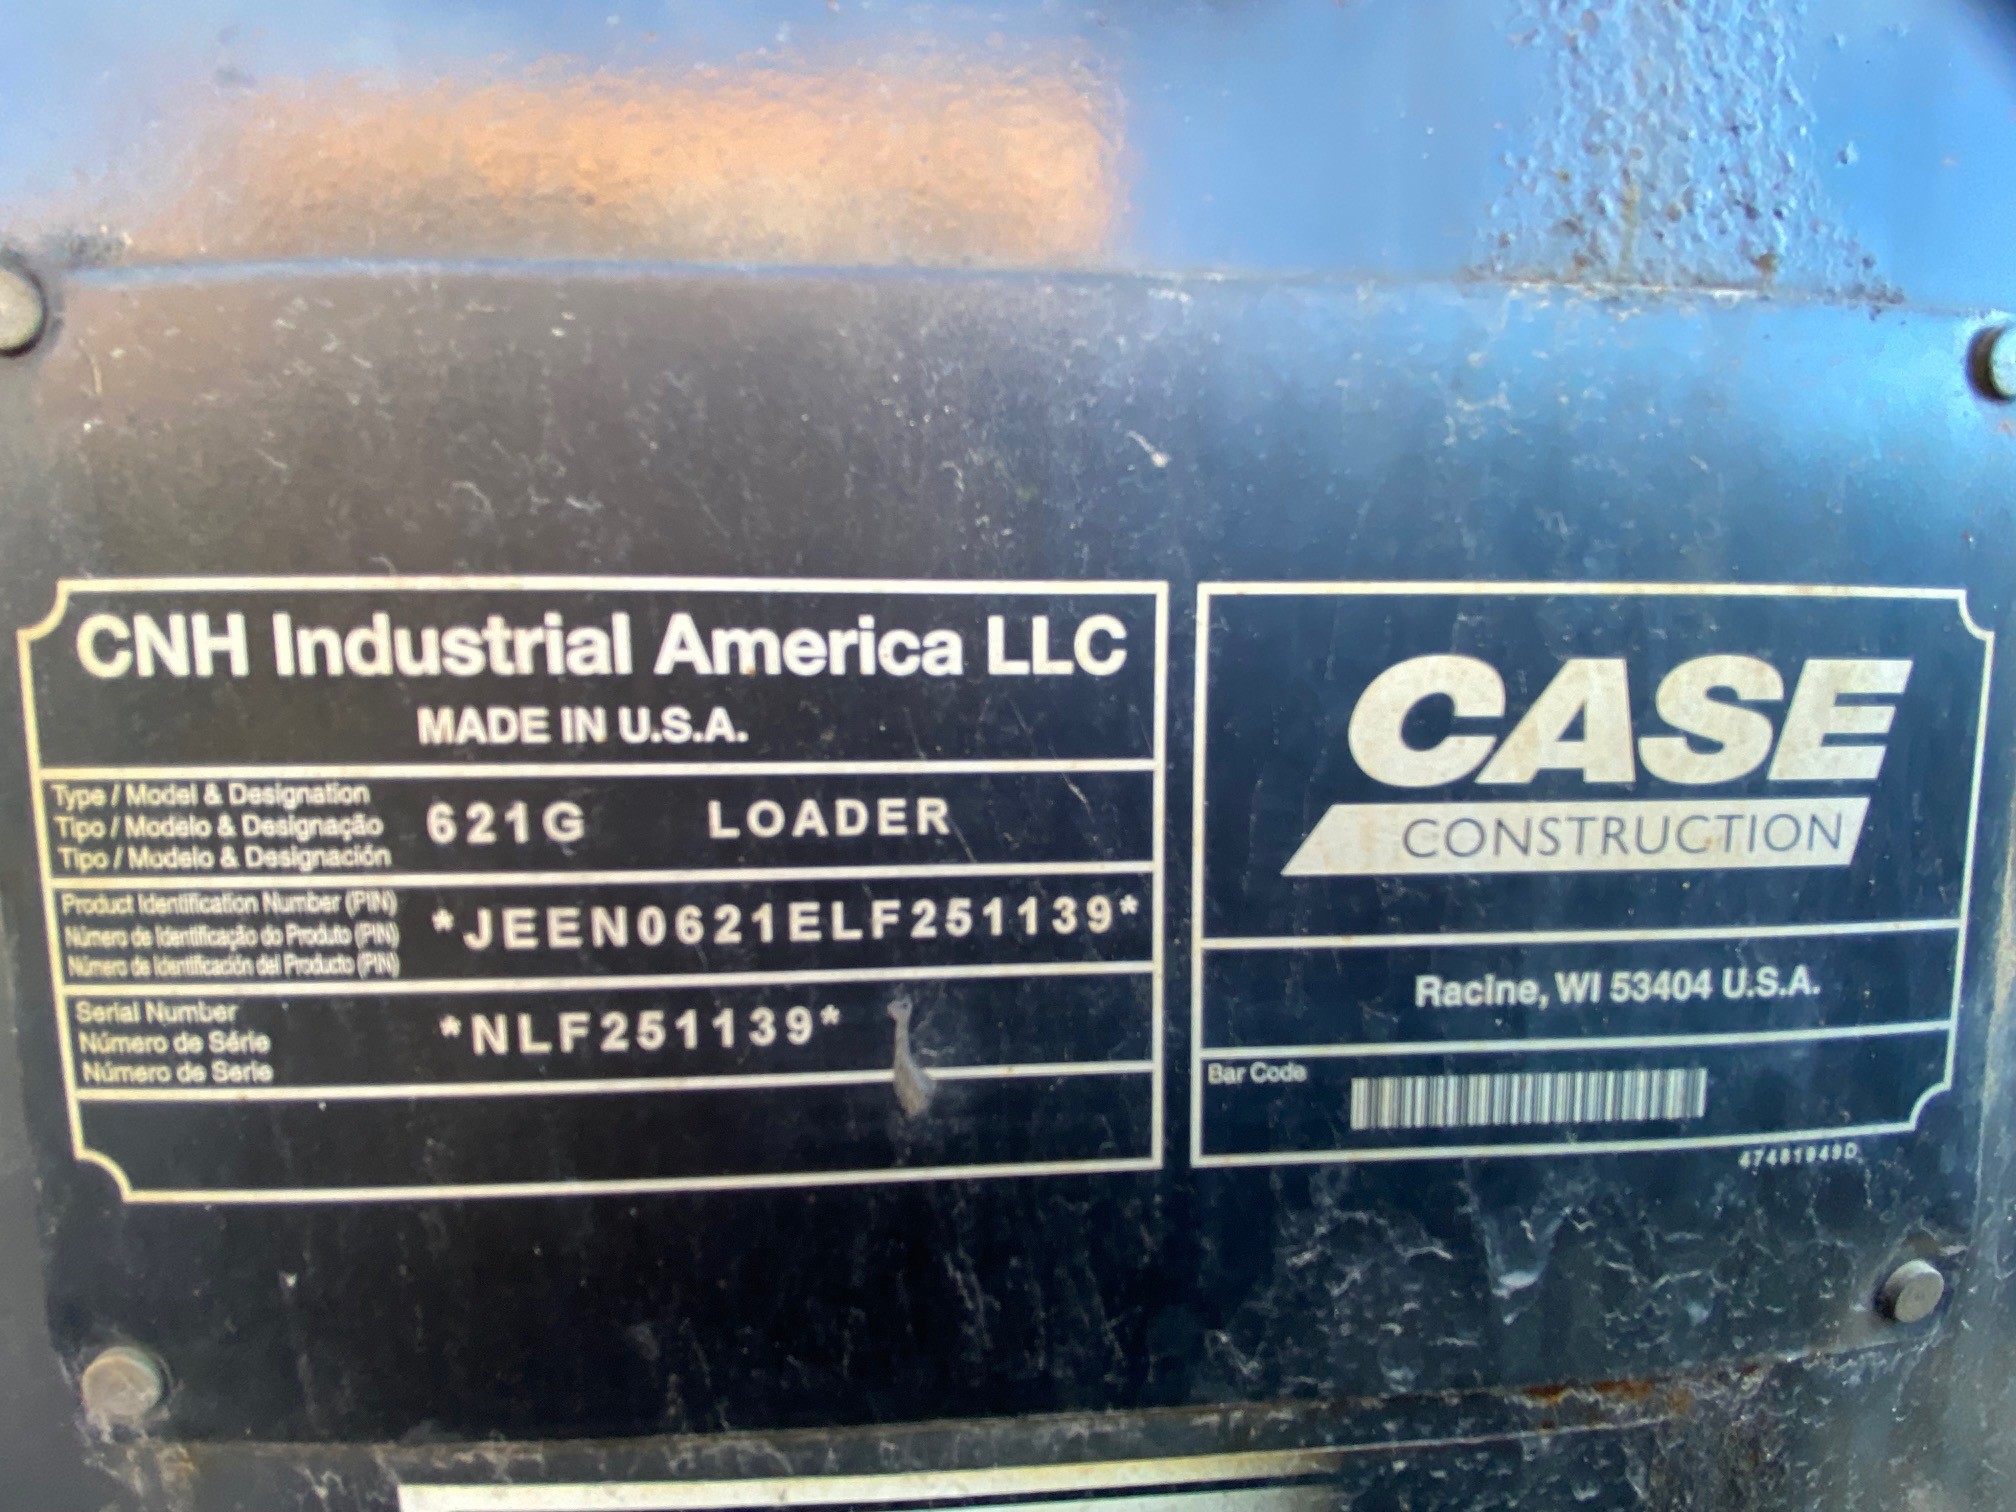 CNH Industrial America LLC
MADE IN U.S.A.
Type / Model & Designation
Tipo / Modelo & Designação
Tipo / Modelo & Designación
621G LOADER
Product Identification Number (PIN)
Número de Identificação do Produto (PIN)
Número de Identificación del Producto (PIN)
*JEEN0621ELF251139*
Serial Number
Número de Série
Número de Serie
*NLF251139*
CASE
CONSTRUCTION
Racine, WI 53404 U.S.A.
Bar Code
47481849D